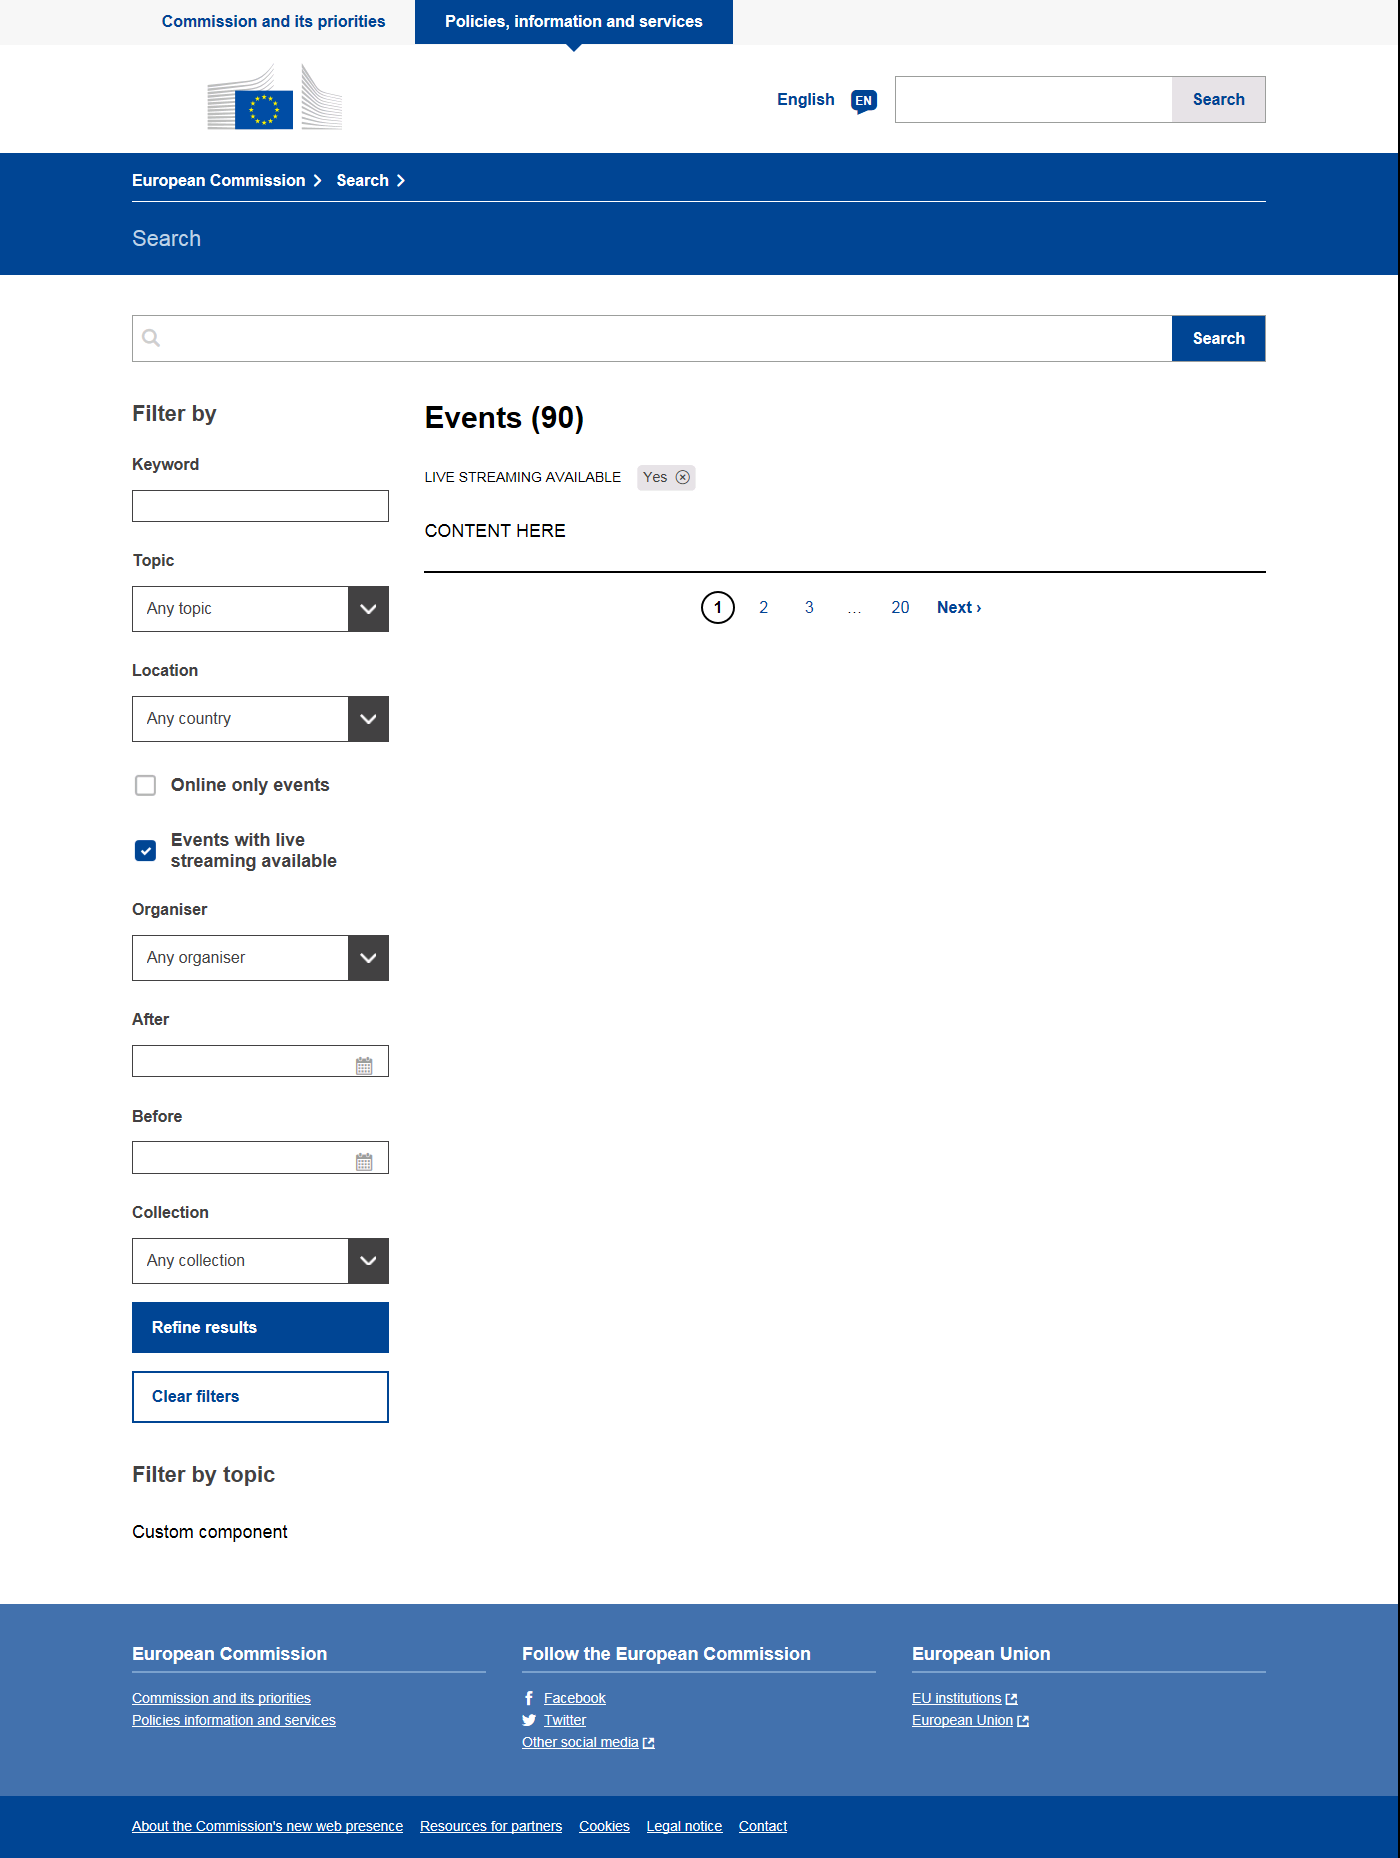 Commission and its priorities
Policies, information and services
English EN
Search
European Commission Search
Search
Search
Filter by
Keyword
Topic
Any topic
Location
Any country
Online only events
Events with live
streaming available
Organiser
Any organiser
After
Before
Collection
Any collection
Refine results
Clear filters
Filter by topic
Custom component
Events (90)
LIVE STREAMING AVAILABLE Yes
CONTENT HERE
1 2 3 … 20 Next ›
European Commission
Commission and its priorities
Policies information and services
Follow the European Commission
Facebook
Twitter
Other social media
European Union
EU institutions
European Union
About the Commission's new web presence Resources for partners Cookies Legal notice Contact